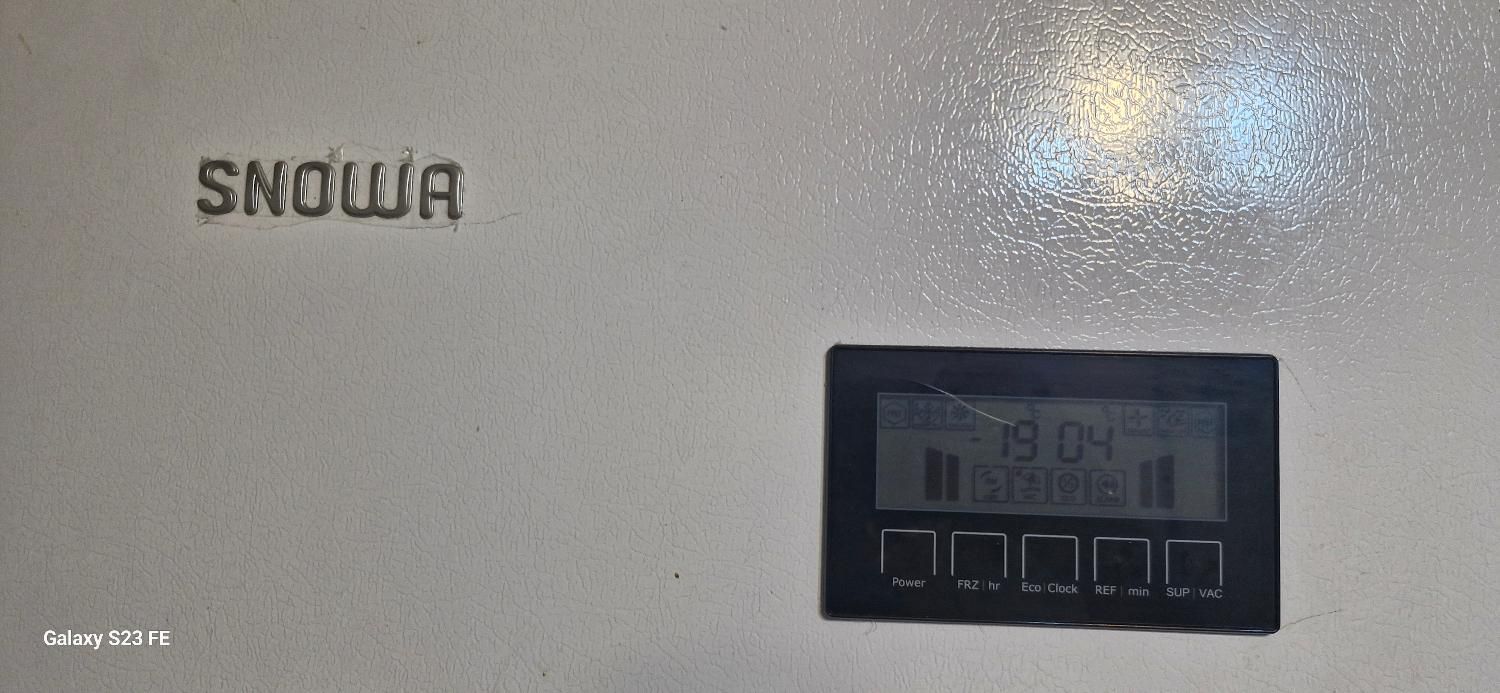 SNOWA
-19 04
Power FRZ | hr Eco | Clock REF | min SUP | VAC
Galaxy S23 FE